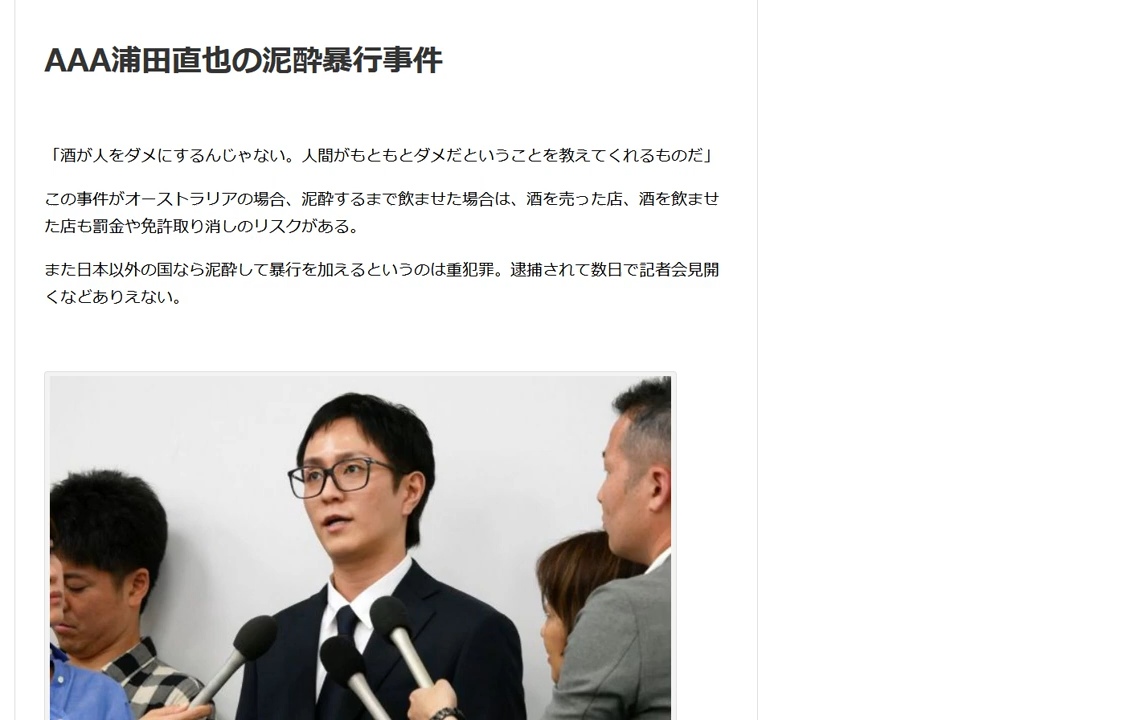 AAA浦田直也の泥酔暴行事件
「酒が人をダメにするんじゃない。人間がもともとダメだということを教えてくれるものだ」
この事件がオーストラリアの場合、泥酔するまで飲ませた場合は、酒を売った店、酒を飲ませ
た店も罰金や免許取り消しのリスクがある。
また日本以外の国なら泥酔して暴行を加えるというのは重犯罪。逮捕されて数日で記者会見開
くなどありえない。